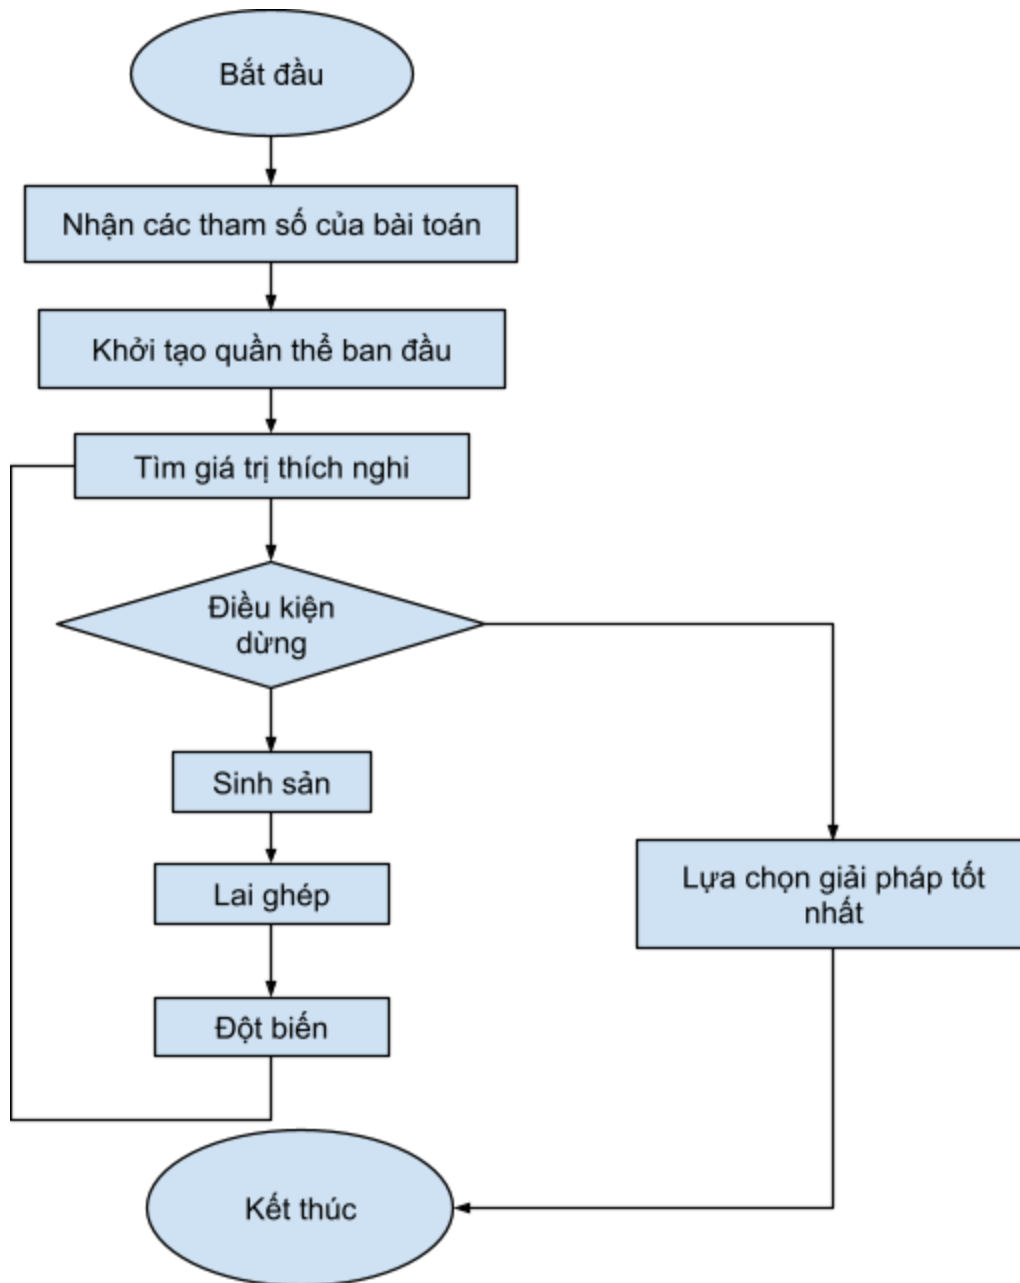 Bắt đầu
Nhận các tham số của bài toán
Khởi tạo quần thể ban đầu
Tìm giá trị thích nghi
Điều kiện
dừng
Sinh sản
Lai ghép
Đột biến
Lựa chọn giải pháp tốt
nhất
Kết thúc